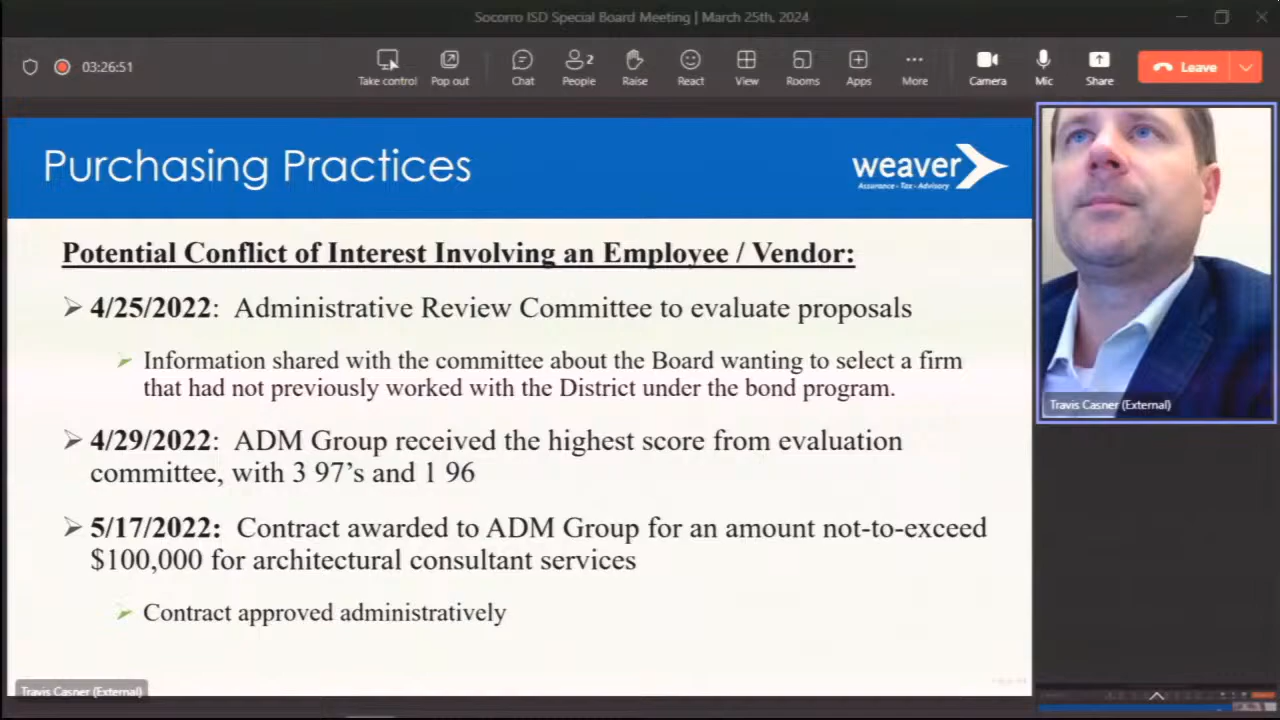 Socorro ISD Special Board Meeting | March 25th, 2024
03:26:51
Take control
Pop out
Chat
People
2
Raise
React
View
Rooms
Apps
More
Camera
Mic
Share
Leave
Purchasing Practices
weaver
Assurance • Tax • Advisory
Potential Conflict of Interest Involving an Employee / Vendor:
4/25/2022: Administrative Review Committee to evaluate proposals
Information shared with the committee about the Board wanting to select a firm
that had not previously worked with the District under the bond program.
4/29/2022: ADM Group received the highest score from evaluation
committee, with 3 97’s and 1 96
5/17/2022: Contract awarded to ADM Group for an amount not-to-exceed
$100,000 for architectural consultant services
Contract approved administratively
Travis Casner (External)
Travis Casner (External)